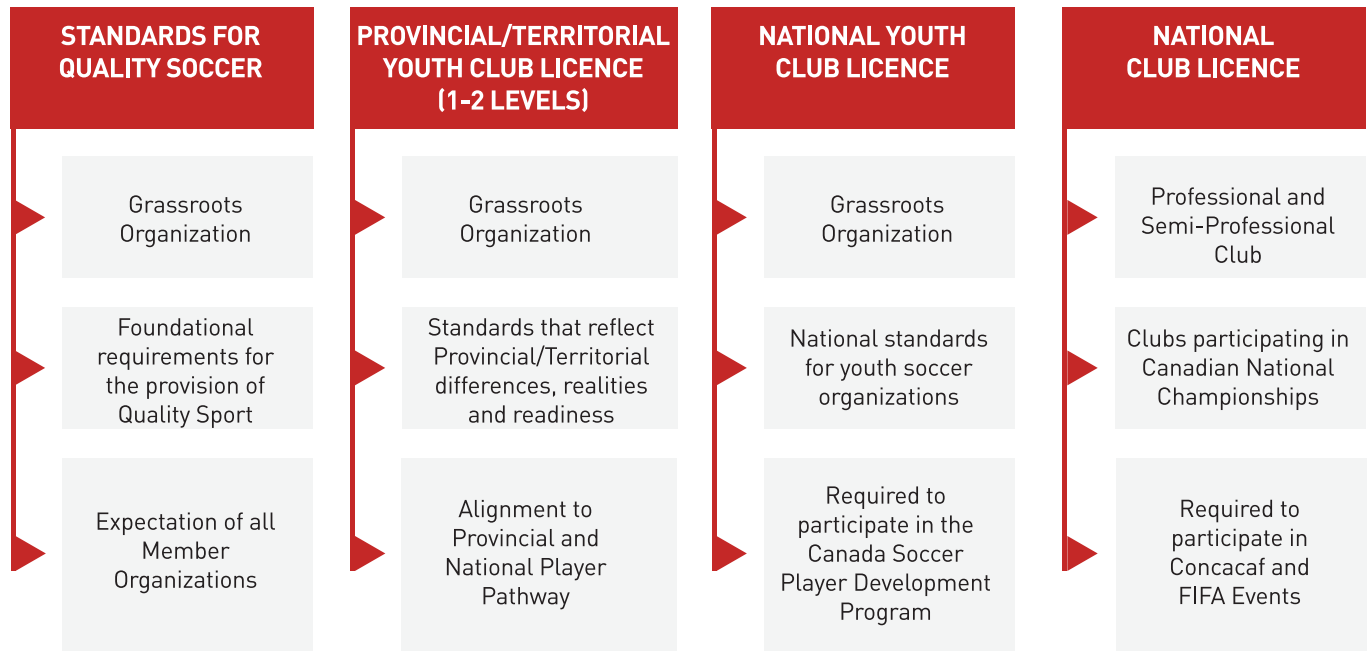 STANDARDS FOR
QUALITY SOCCER
Grassroots
Organization
Foundational
requirements for
the provision of
Quality Sport
Expectation of all
Member
Organizations
PROVINCIAL/TERRITORIAL
YOUTH CLUB LICENCE
(1-2 LEVELS)
Grassroots
Organization
Standards that reflect
Provincial/Territorial
differences, realities
and readiness
Alignment to
Provincial and
National Player
Pathway
NATIONAL YOUTH
CLUB LICENCE
Grassroots
Organization
National standards
for youth soccer
organizations
Required to
participate in the
Canada Soccer
Player Development
Program
NATIONAL
CLUB LICENCE
Professional and
Semi-Professional
Club
Clubs participating in
Canadian National
Championships
Required to
participate in
Concacaf and
FIFA Events